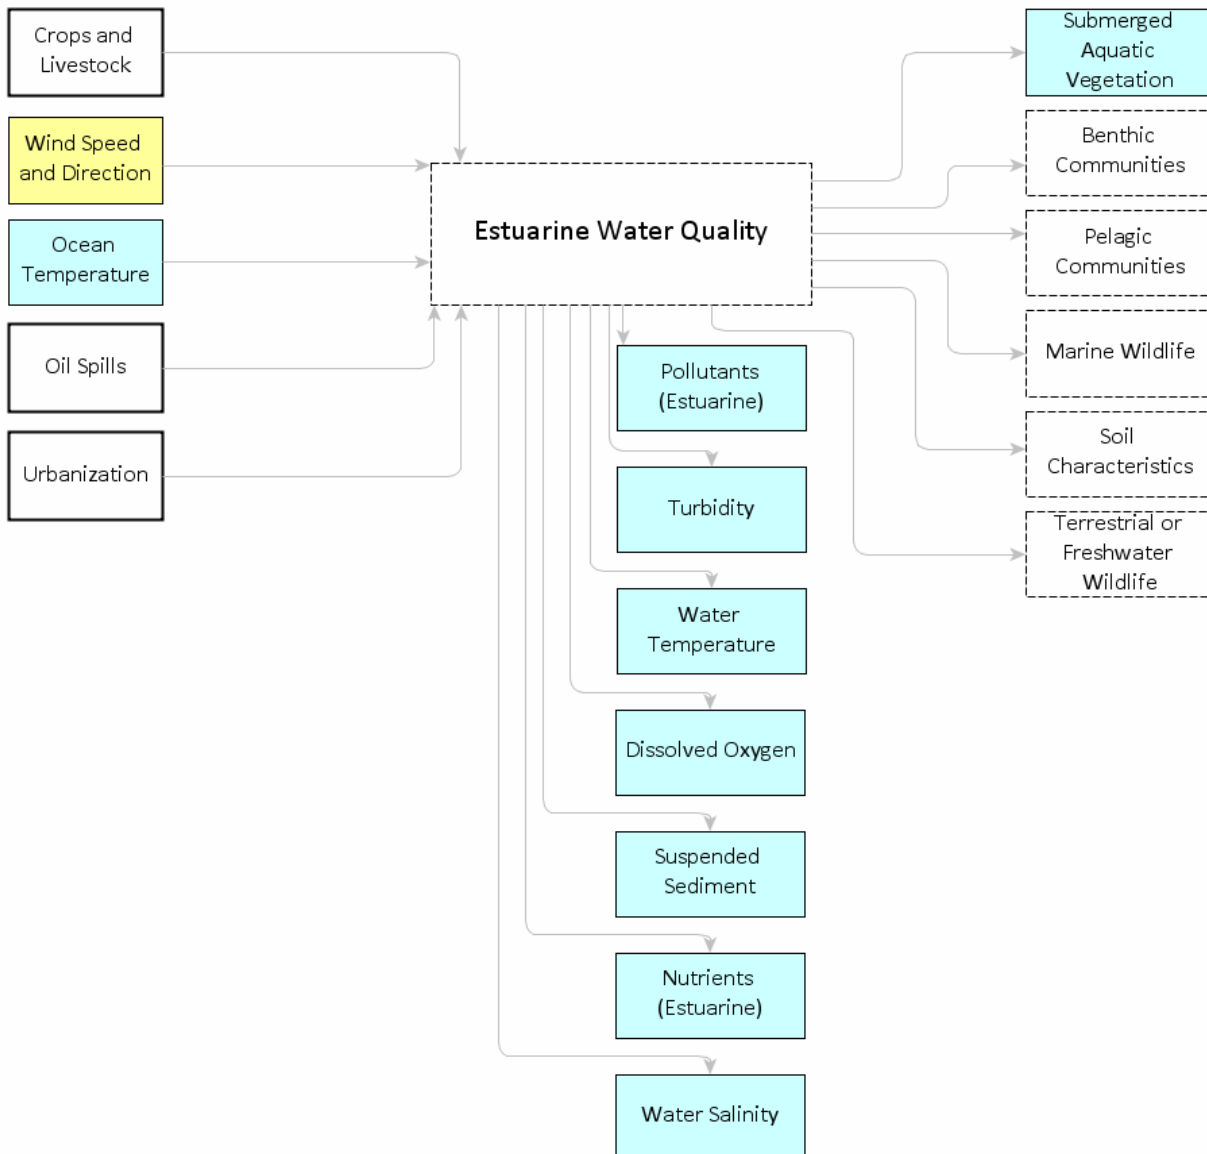 Crops and
Livestock
Wind Speed
and Direction
Ocean
Temperature
Oil Spills
Urbanization
Estuarine Water Quality
Pollutants
(Estuarine)
Turbidity
Water
Temperature
Dissolved Oxygen
Suspended
Sediment
Nutrients
(Estuarine)
Water Salinity
Submerged
Aquatic
Vegetation
Benthic
Communities
Pelagic
Communities
Marine Wildlife
Soil
Characteristics
Terrestrial or
Freshwater
Wildlife